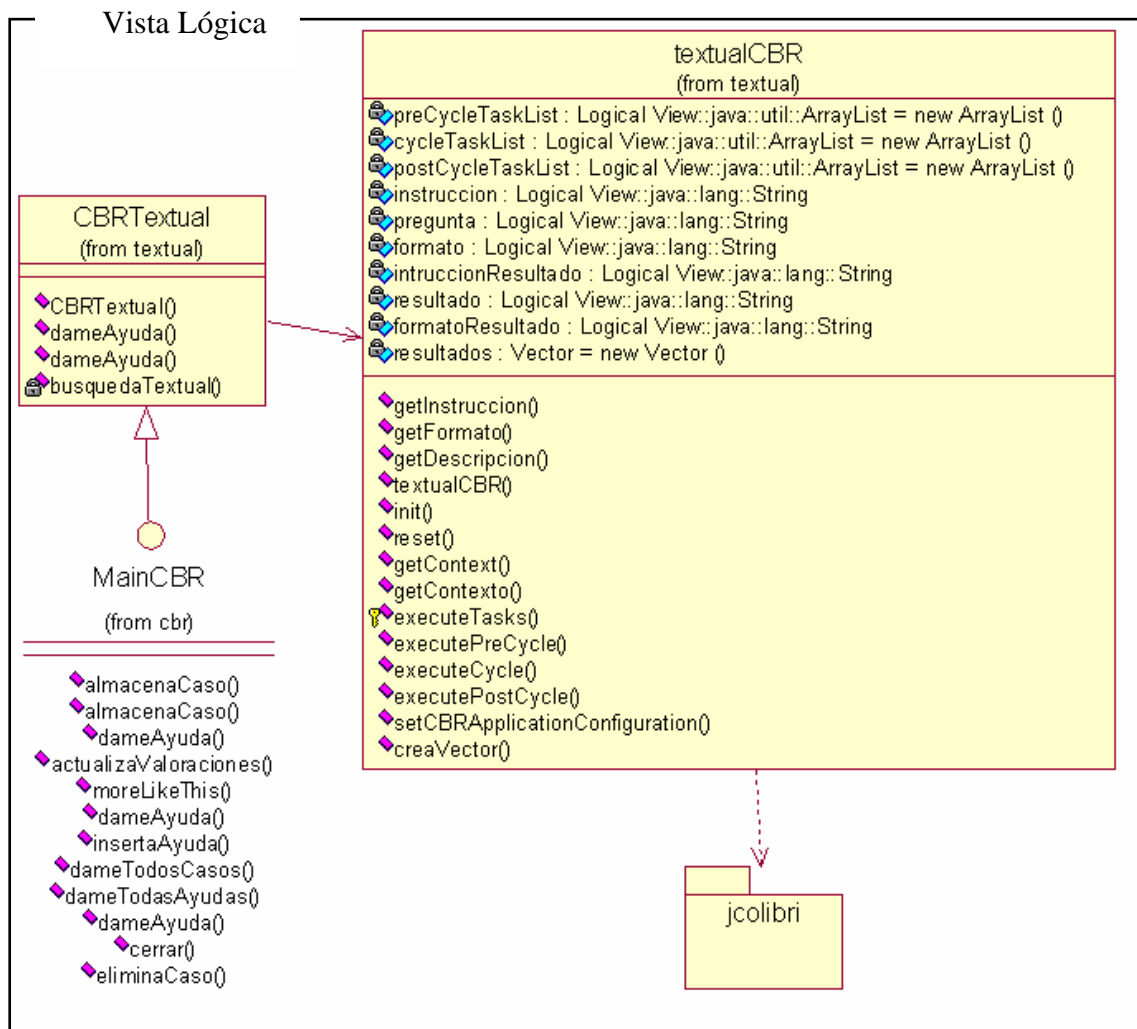 Vista Lógica
textualCBR
(from textual)
preCycleTaskList : Logical View::java::util::ArrayList = new ArrayList ()
cycleTaskList : Logical View::java::util::ArrayList = new ArrayList ()
postCycleTaskList : Logical View::java::util::ArrayList = new ArrayList ()
instruccion : Logical View::java::lang::String
pregunta : Logical View::java::lang::String
formato : Logical View::java::lang::String
intruccionResultado : Logical View::java::lang::String
resultado : Logical View::java::lang::String
formatoResultado : Logical View::java::lang::String
resultados : Vector = new Vector ()
getInstruccion()
getFormato()
getDescripcion()
textualCBR()
init()
reset()
getContext()
getContexto()
executeTasks()
executePreCycle()
executeCycle()
executePostCycle()
setCBRApplicationConfiguration()
creaVector()
CBRTextual
(from textual)
CBRTextual()
dameAyuda()
dameAyuda()
busquedaTextual()
MainCBR
(from cbr)
almacenaCaso()
almacenaCaso()
dameAyuda()
actualizaValoraciones()
moreLikeThis()
dameAyuda()
insertaAyuda()
dameTodosCasos()
dameTodasAyudas()
dameAyuda()
cerrar()
eliminaCaso()
jcolibri